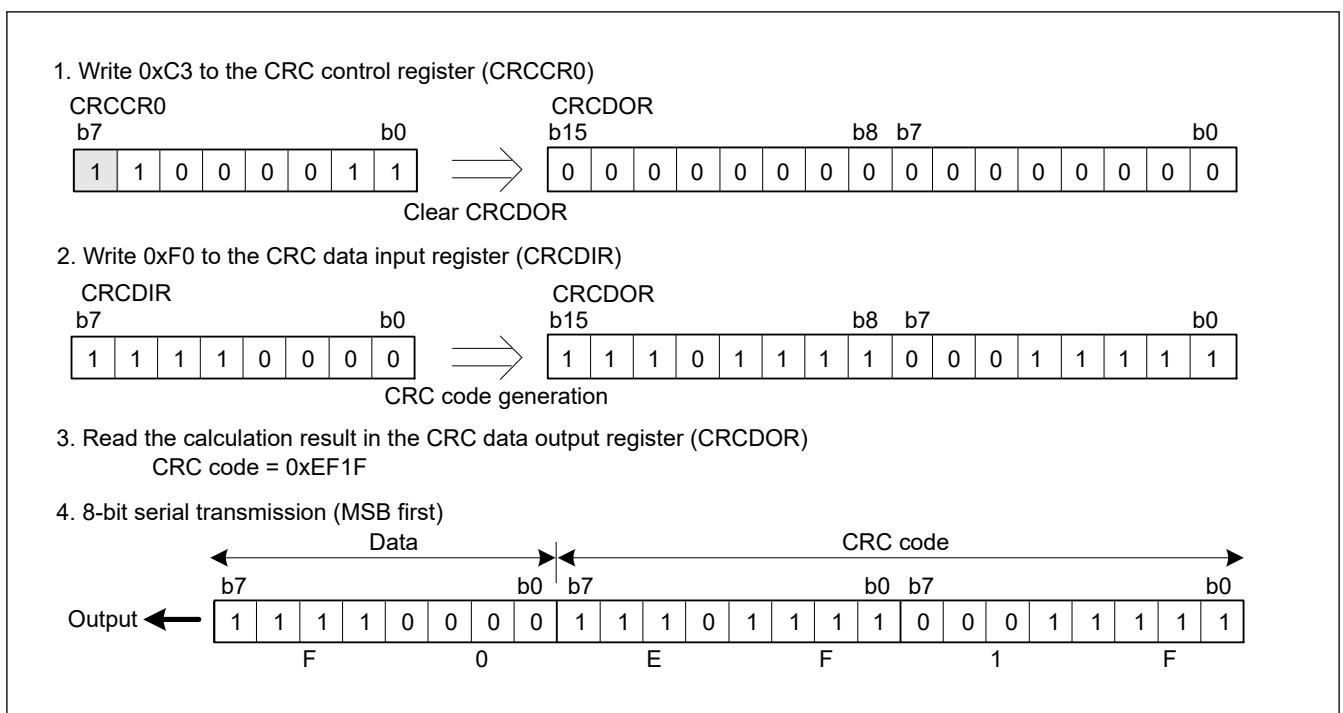 1. Write 0xC3 to the CRC control register (CRCCR0)
CRCCR0 CRCDOR
b7 b0 b15 b8 b7 b0
1 1 0 0 0 0 1 1 0 0 0 0 0 0 0 0 0 0 0 0 0 0 0 0
Clear CRCDOR
2. Write 0xF0 to the CRC data input register (CRCDIR)
CRCDIR CRCDOR
b7 b0 b15 b8 b7 b0
1 1 1 1 0 0 0 0 1 1 1 0 1 1 1 1 0 0 0 1 1 1 1 1
CRC code generation
3. Read the calculation result in the CRC data output register (CRCDOR)
CRC code = 0xEF1F
4. 8-bit serial transmission (MSB first)
Data CRC code
b7 b0 b7 b0 b7 b0
Output 1 1 1 1 0 0 0 0 1 1 1 0 1 1 1 1 0 0 0 1 1 1 1 1
F 0 E F 1 F